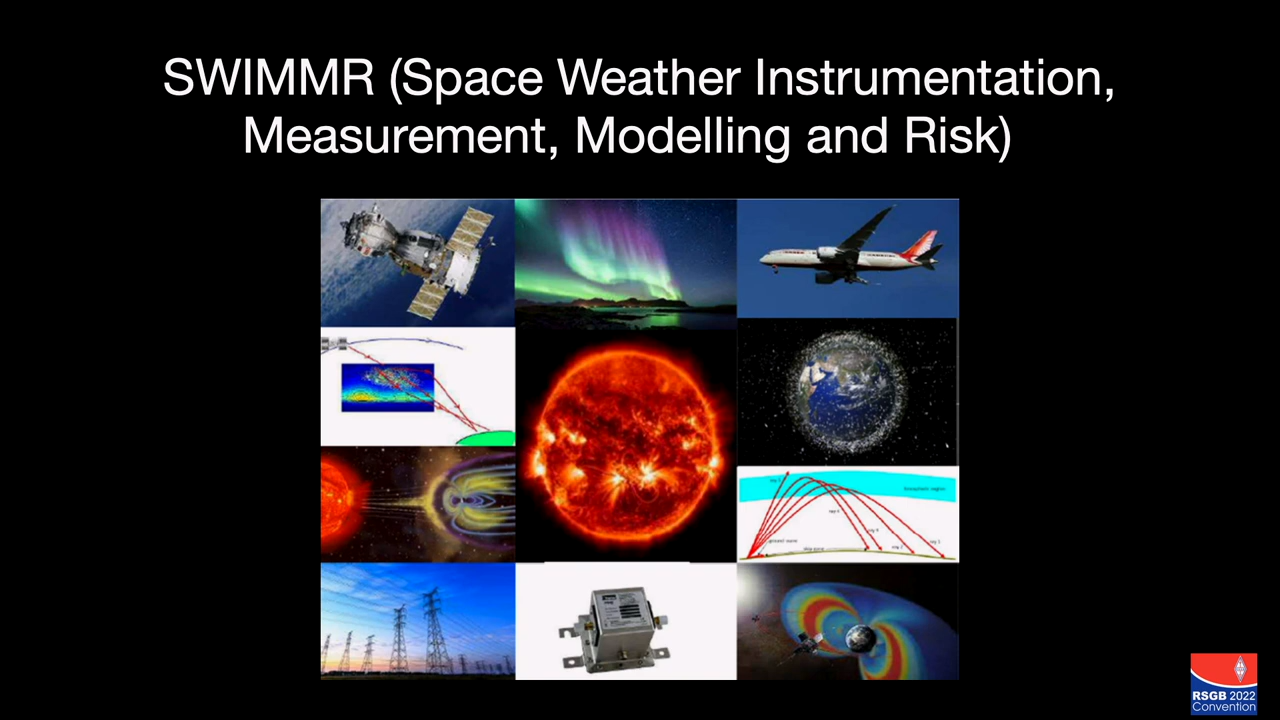 SWIMMR (Space Weather Instrumentation,
Measurement, Modelling and Risk)
RSGB 2022
Convention